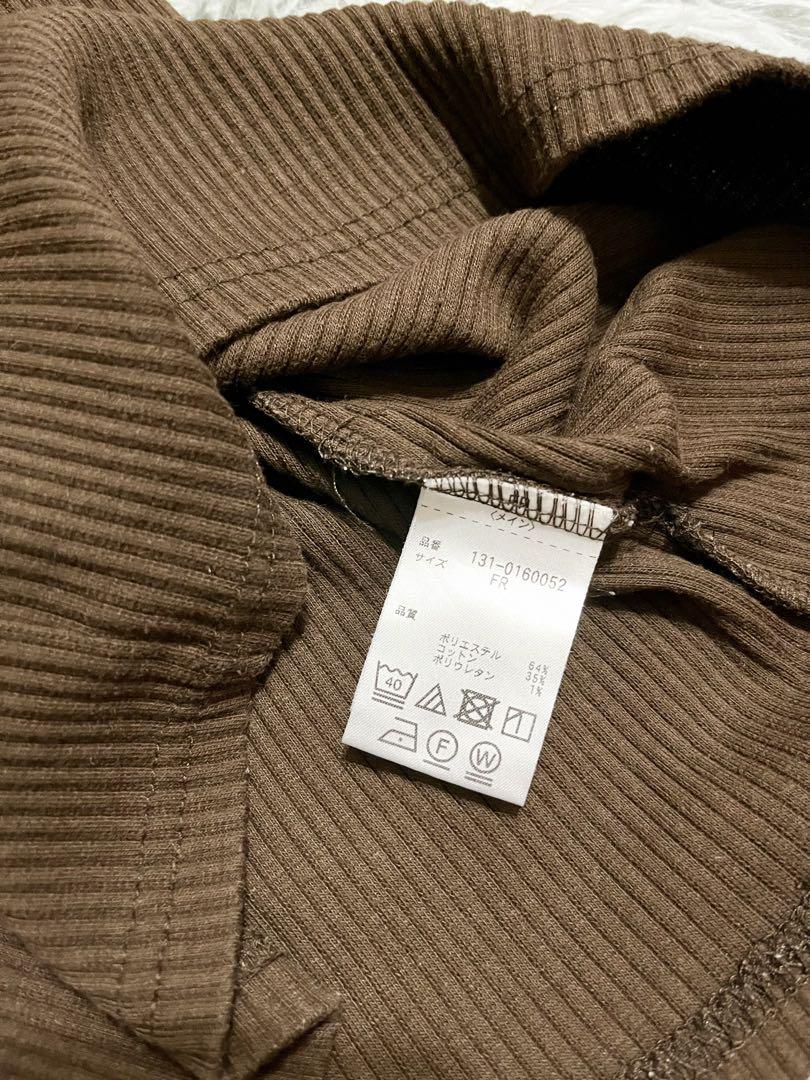 〈メイン〉
品番 131-0160052
サイズ FR
品質
ポリエステル 64%
コットン 35%
ポリウレタン 1%
40
F W